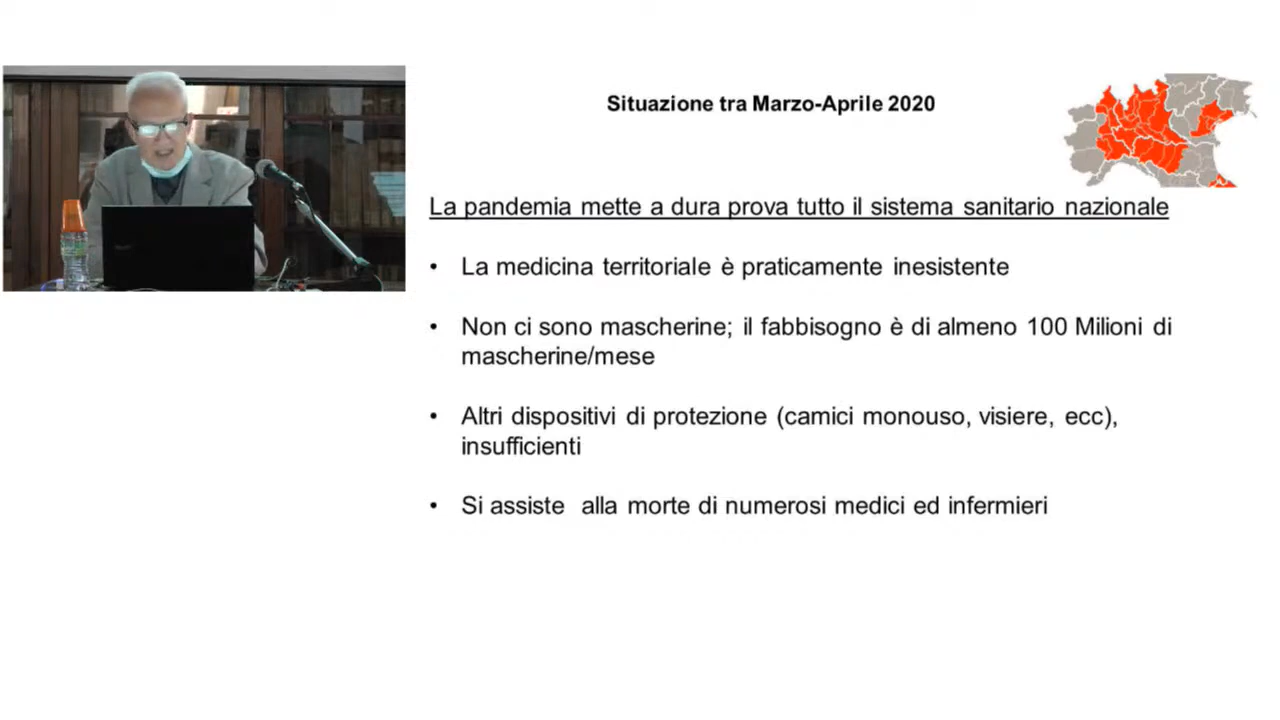 Situazione tra Marzo-Aprile 2020
La pandemia mette a dura prova tutto il sistema sanitario nazionale
• La medicina territoriale è praticamente inesistente
• Non ci sono mascherine; il fabbisogno è di almeno 100 Milioni di
mascherine/mese
• Altri dispositivi di protezione (camici monouso, visiere, ecc),
insufficienti
• Si assiste alla morte di numerosi medici ed infermieri